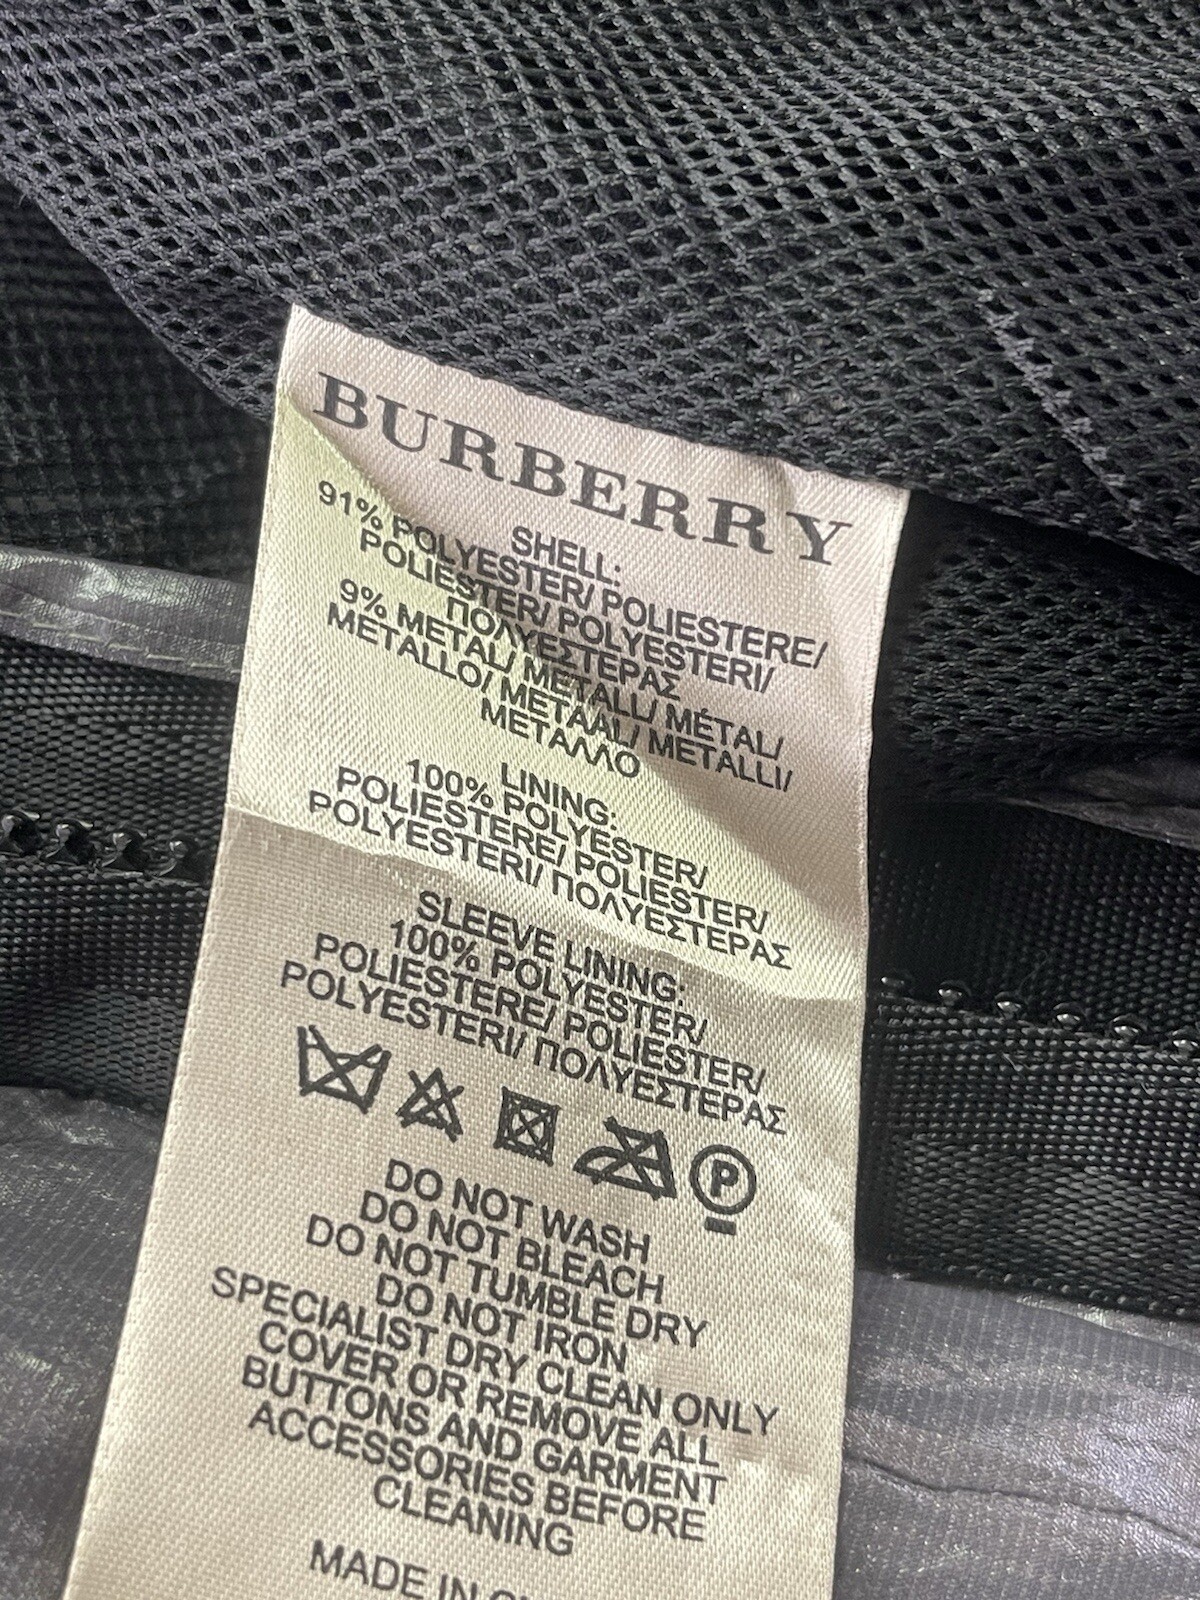 BURBERRY
SHELL:
91% POLYESTER/ POLIESTERE/
POLIESTER/ POLYESTERI/
ΠΟΛΥΕΣΤΕΡΑΣ
9% METAL/ METALL/ MÉTAL/
METALLO/ METAAL/ METALLI/
ΜΕΤΑΛΛΟ
LINING:
100% POLYESTER/
POLIESTERE/ POLIESTER/
POLYESTERI/ ΠΟΛΥΕΣΤΕΡΑΣ
SLEEVE LINING:
100% POLYESTER/
POLIESTERE/ POLIESTER/
POLYESTERI/ ΠΟΛΥΕΣΤΕΡΑΣ
P
DO NOT WASH
DO NOT BLEACH
DO NOT TUMBLE DRY
DO NOT IRON
SPECIALIST DRY CLEAN ONLY
COVER OR REMOVE ALL
BUTTONS AND GARMENT
ACCESSORIES BEFORE
CLEANING
MADE IN